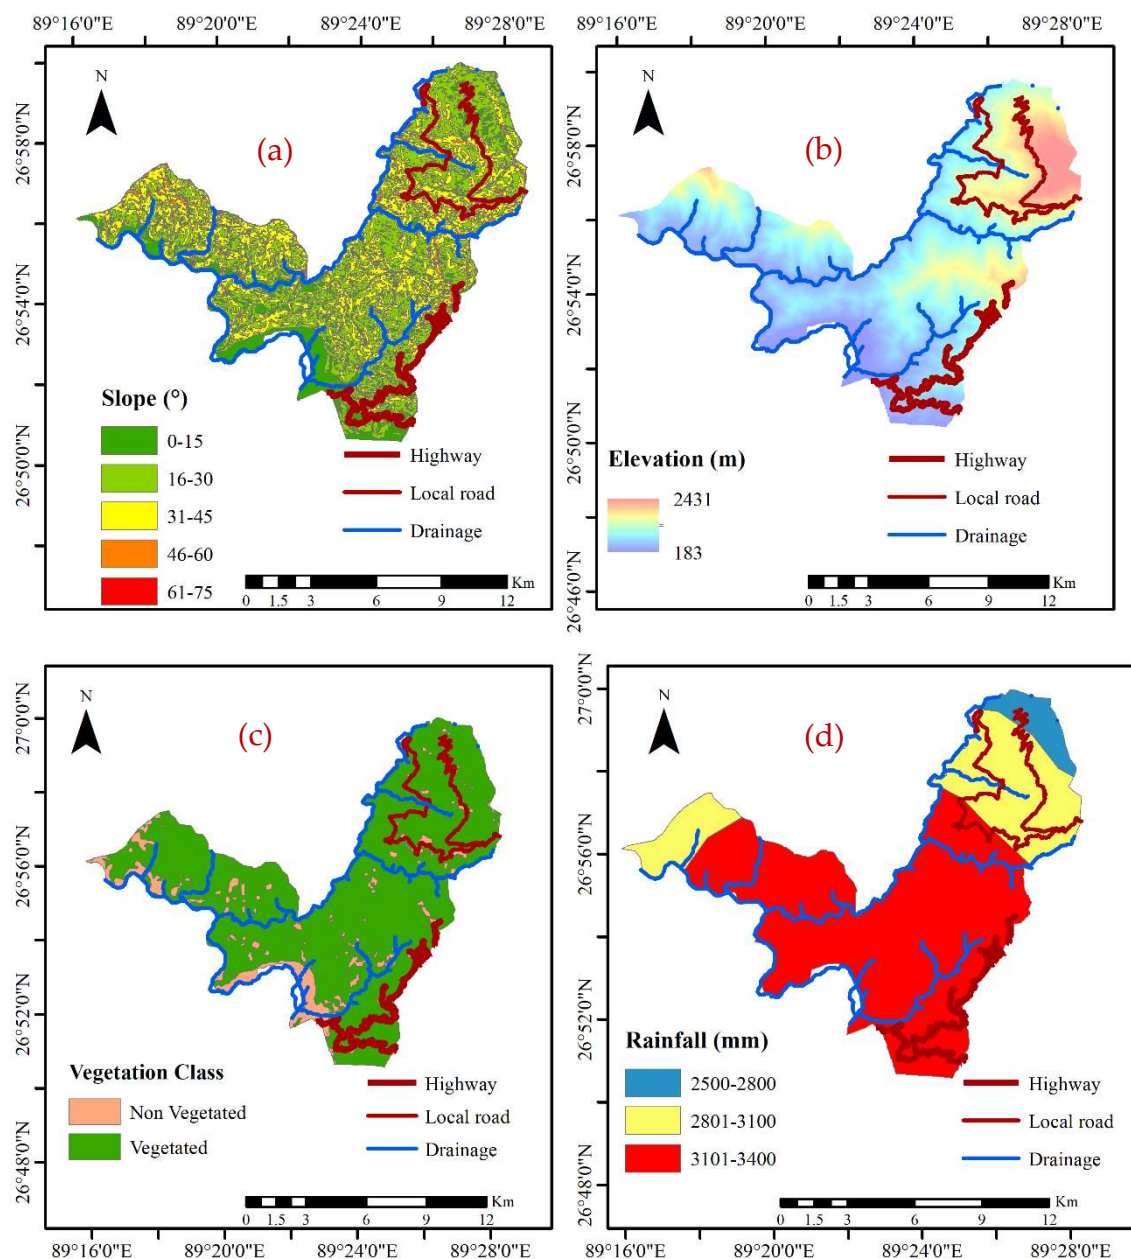 89°16'0"E 89°20'0"E 89°24'0"E 89°28'0"E
N
(a)
26°58'0"N
26°54'0"N
26°50'0"N
Slope (°)
0-15
16-30
31-45
46-60
61-75
Highway
Local road
Drainage
Km
0 1.5 3 6 9 12
89°16'0"E 89°20'0"E 89°24'0"E 89°28'0"E
N
(b)
26°58'0"N
26°54'0"N
26°50'0"N
26°46'0"N
Elevation (m)
2431
183
Highway
Local road
Drainage
Km
0 1.5 3 6 9 12
N
(c)
27°0'0"N
26°56'0"N
26°52'0"N
26°48'0"N
Vegetation Class
Non Vegetated
Vegetated
Highway
Local road
Drainage
Km
0 1.5 3 6 9 12
89°16'0"E 89°20'0"E 89°24'0"E 89°28'0"E
N
(d)
27°0'0"N
26°56'0"N
26°52'0"N
26°48'0"N
Rainfall (mm)
2500-2800
2801-3100
3101-3400
Highway
Local road
Drainage
Km
0 1.5 3 6 9 12
89°16'0"E 89°20'0"E 89°24'0"E 89°22'0"E